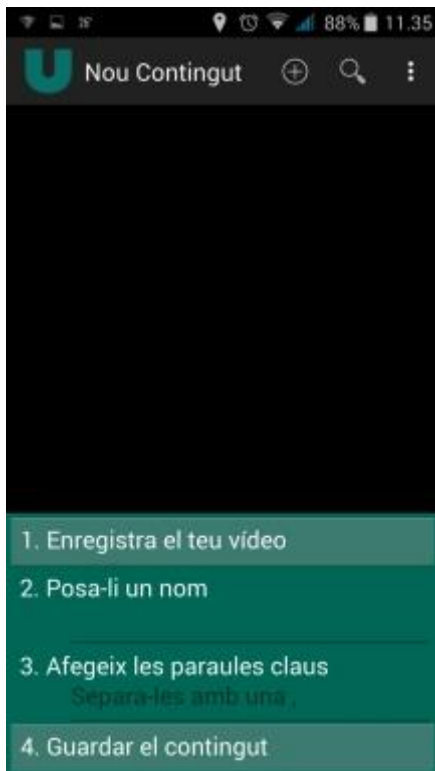 88% 11.35
U Nou Contingut
1. Enregistra el teu vídeo
2. Posa-li un nom
3. Afegeix les paraules claus
Separa-les amb una ,
4. Guardar el contingut